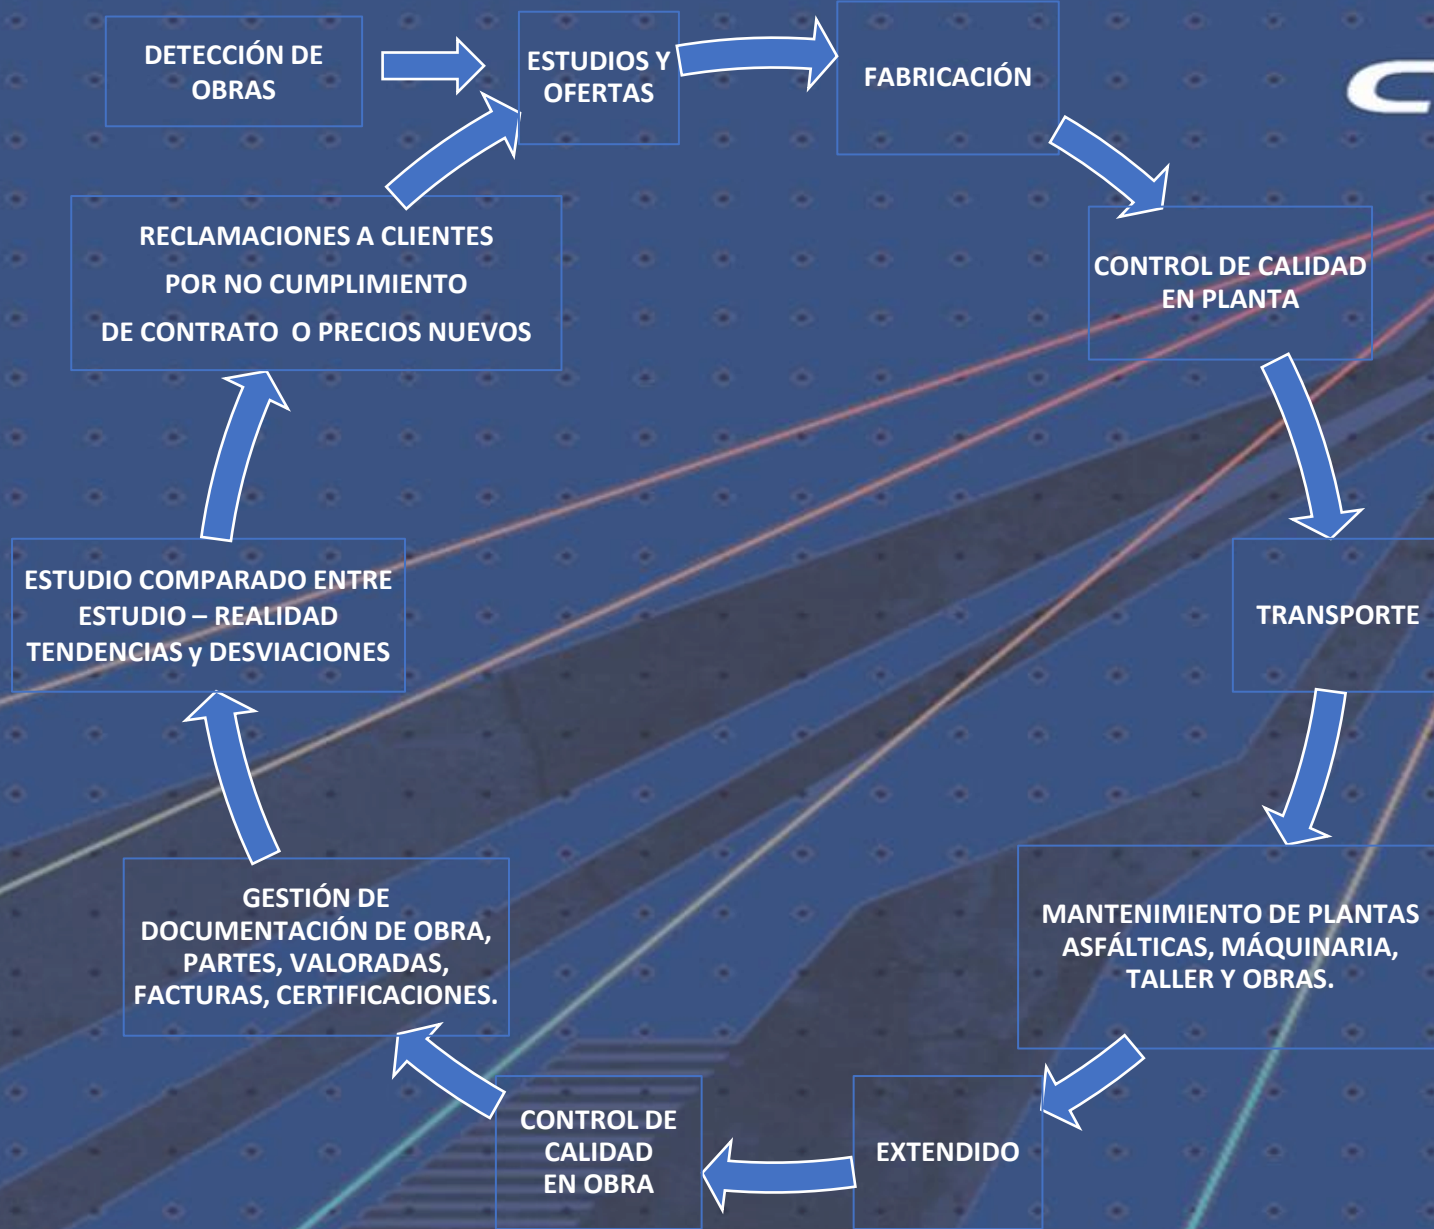 DETECCIÓN DE
OBRAS
ESTUDIOS Y
OFERTAS
FABRICACIÓN
CONTROL DE CALIDAD
EN PLANTA
TRANSPORTE
MANTENIMIENTO DE PLANTAS
ASFÁLTICAS, MÁQUINARIA,
TALLER Y OBRAS.
EXTENDIDO
CONTROL DE
CALIDAD
EN OBRA
GESTIÓN DE
DOCUMENTACIÓN DE OBRA,
PARTES, VALORADAS,
FACTURAS, CERTIFICACIONES.
ESTUDIO COMPARADO ENTRE
ESTUDIO – REALIDAD
TENDENCIAS y DESVIACIONES
RECLAMACIONES A CLIENTES
POR NO CUMPLIMIENTO
DE CONTRATO O PRECIOS NUEVOS